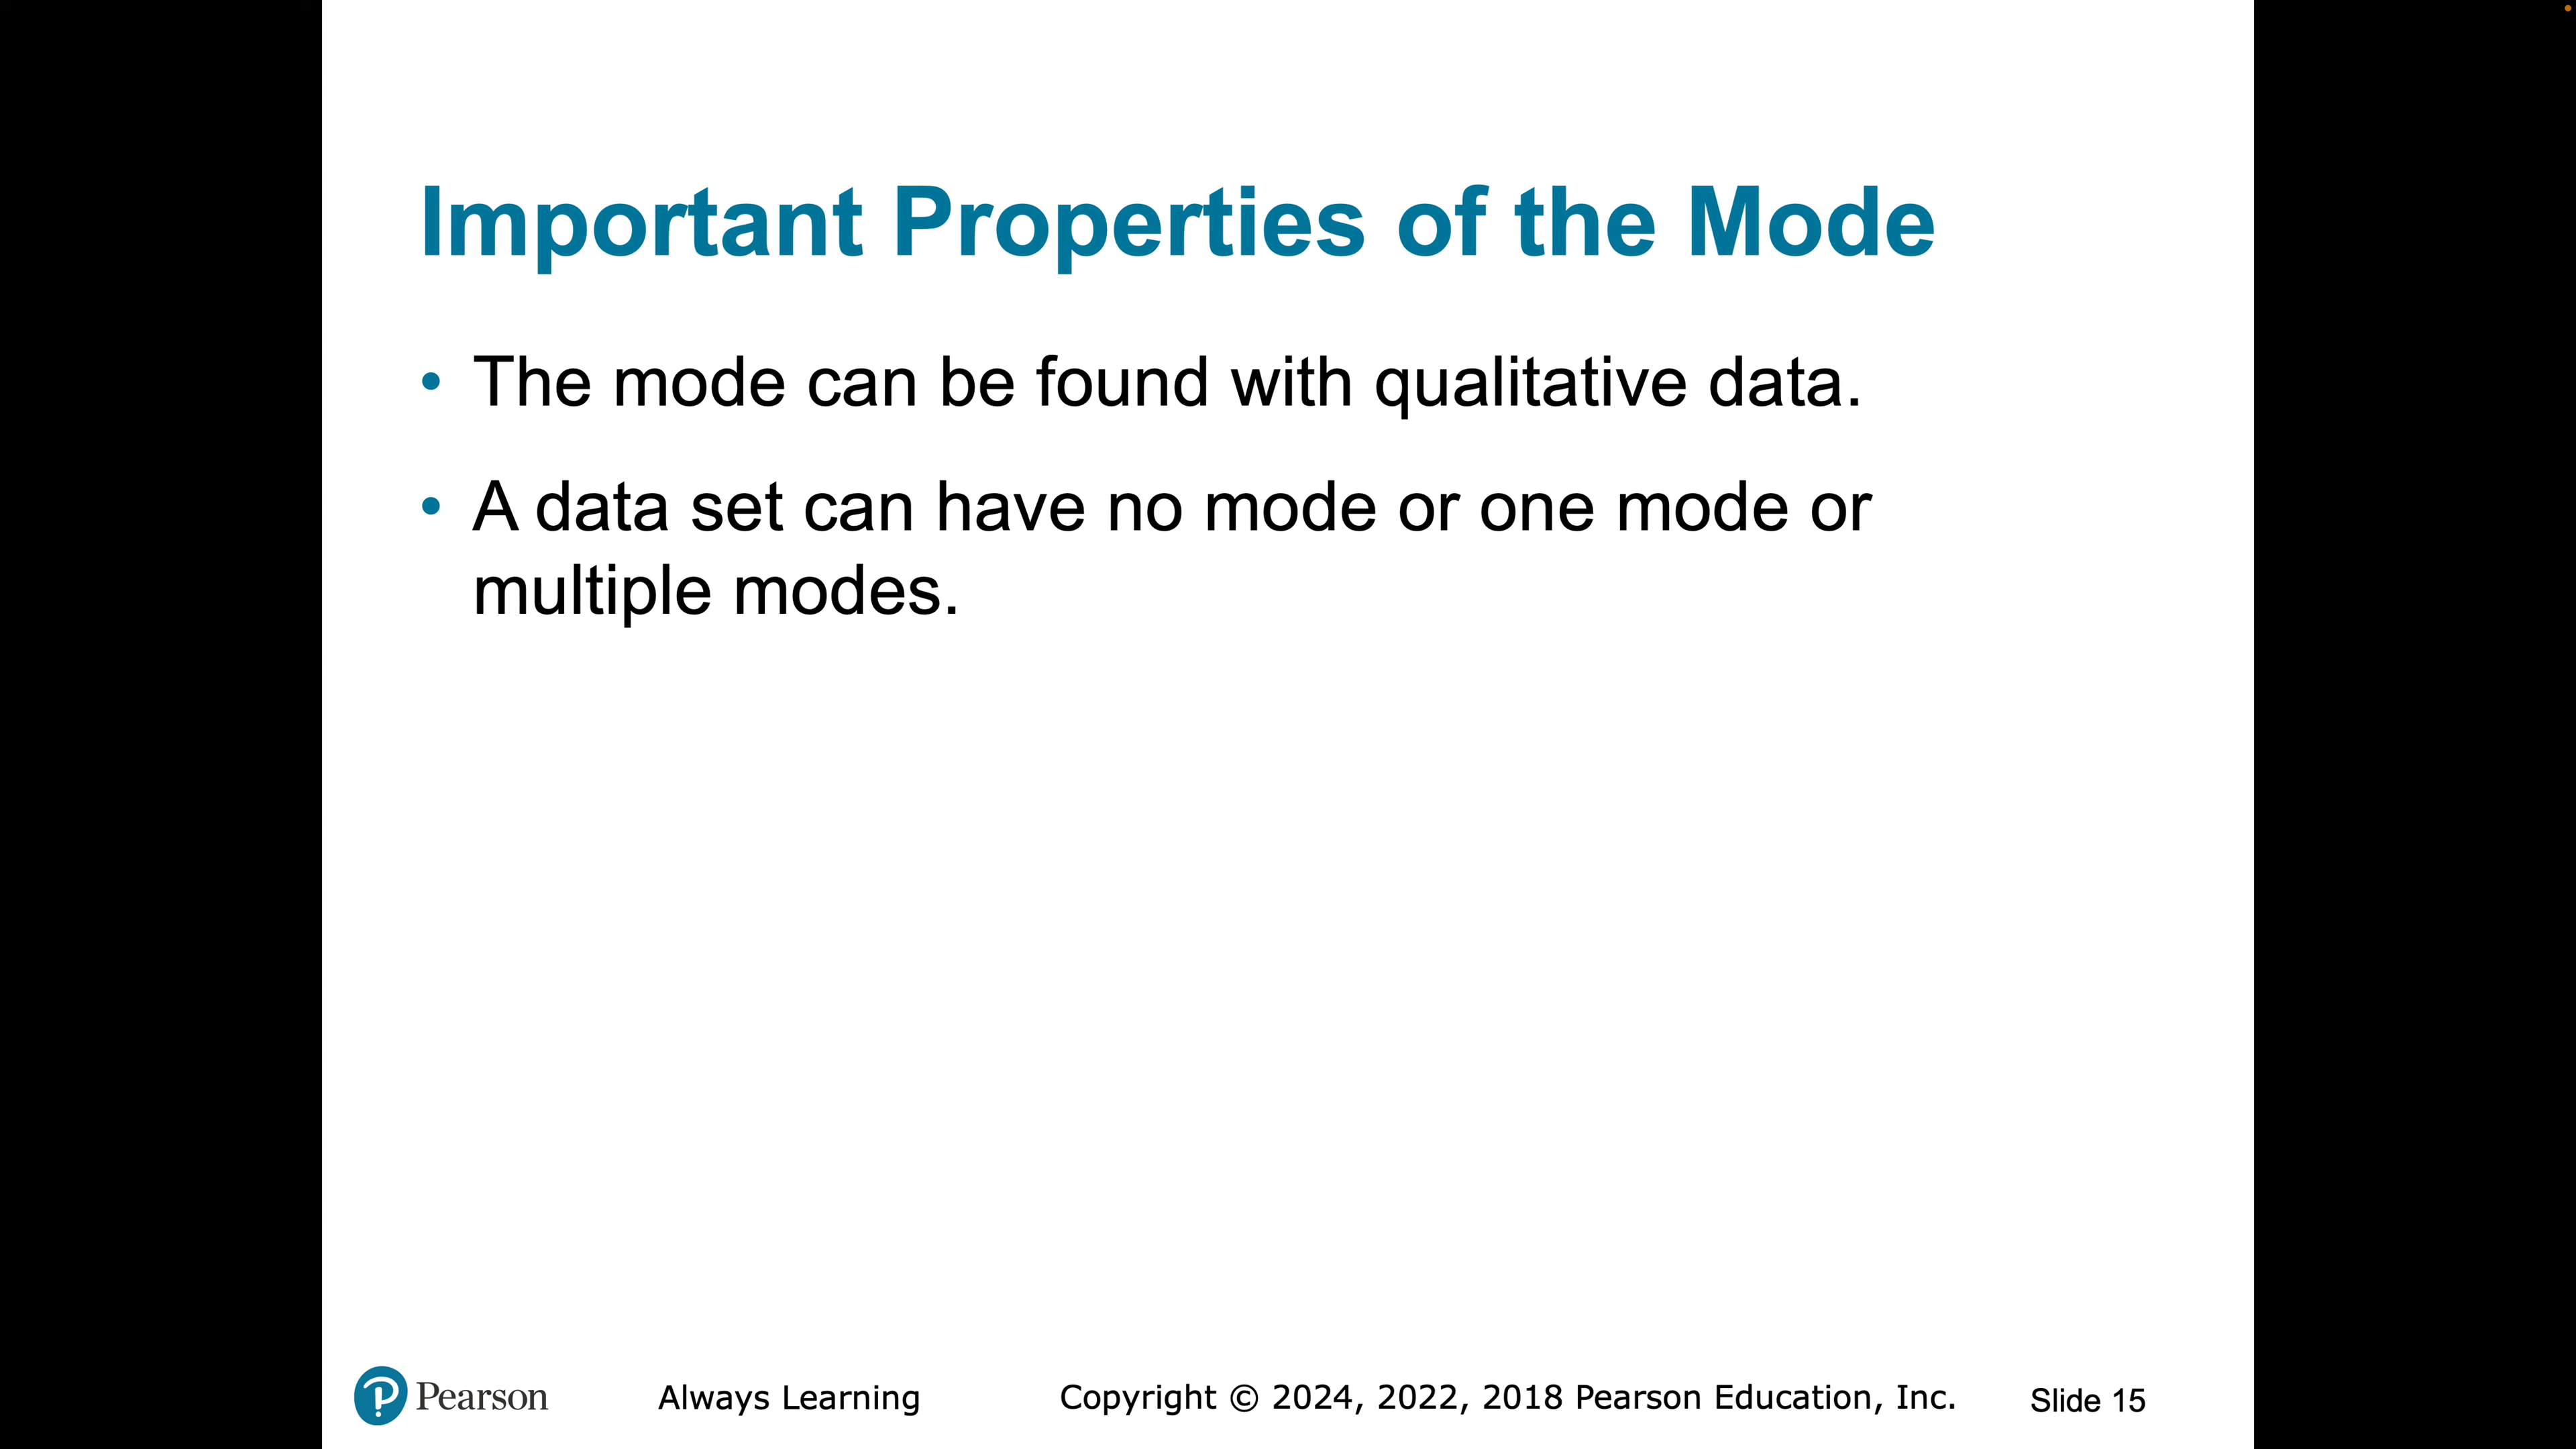 Important Properties of the Mode
• The mode can be found with qualitative data.
• A data set can have no mode or one mode or
multiple modes.
Pearson
Always Learning
Copyright © 2024, 2022, 2018 Pearson Education, Inc.
Slide 15